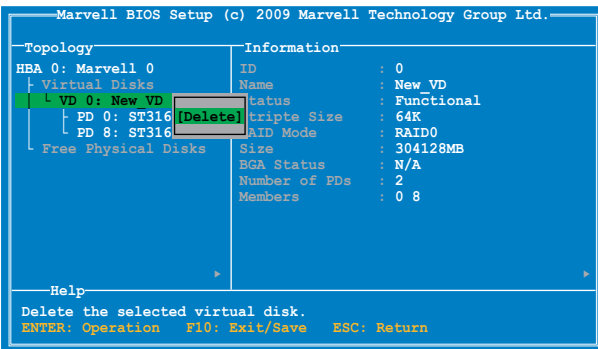 Marvell BIOS Setup (c) 2009 Marvell Technology Group Ltd.
Topology
HBA 0: Marvell 0
Virtual Disks
VD 0: New_VD
PD 0: ST316
PD 8: ST316
Free Physical Disks
[Delete]
Information
ID : 0
Name : New_VD
tatus : Functional
tripte Size : 64K
AID Mode : RAID0
Size : 304128MB
BGA Status : N/A
Number of PDs : 2
Members : 0 8
Help
Delete the selected virtual disk.
ENTER: Operation F10: Exit/Save ESC: Return